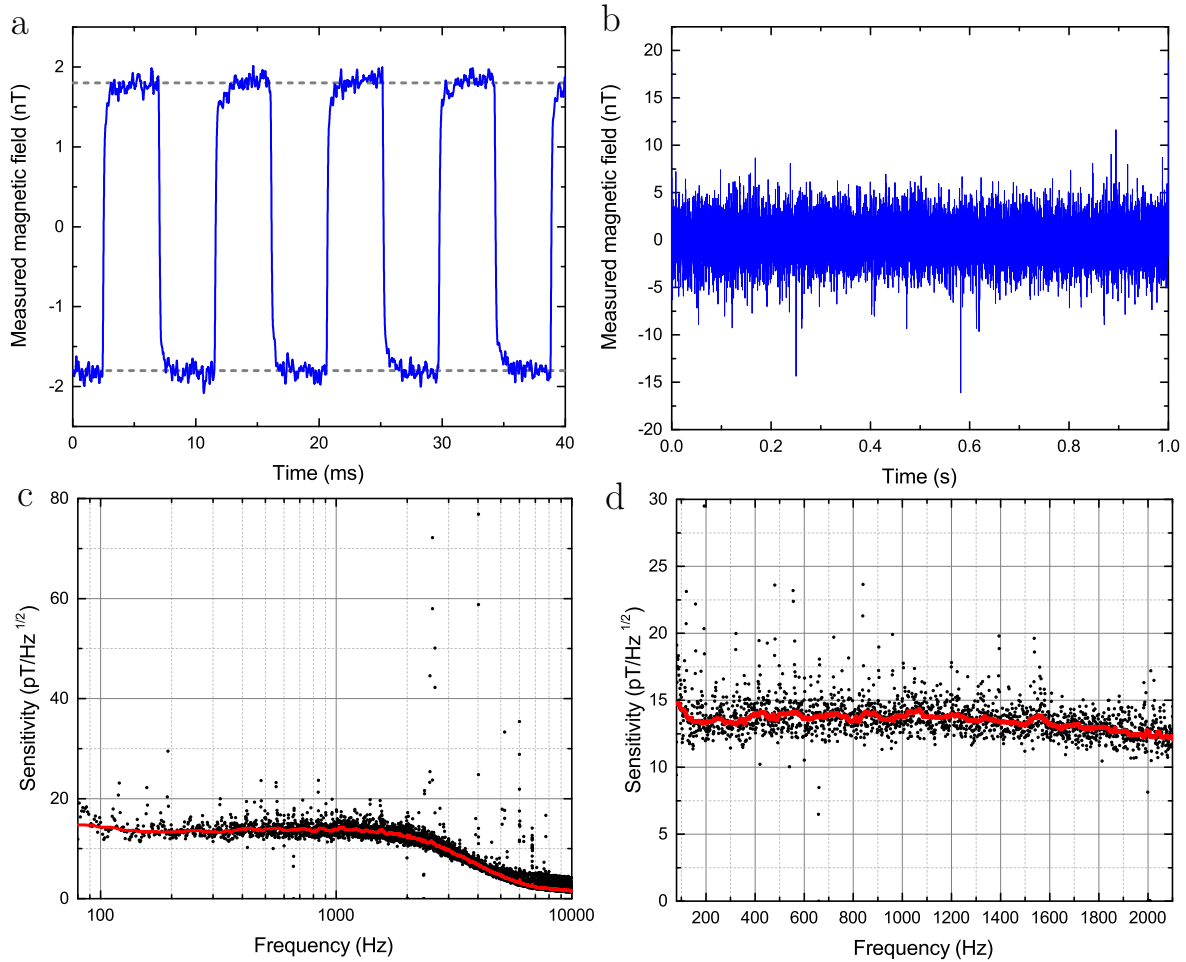 a
Measured magnetic field (nT)
2
1
0
-1
-2
0 10 20 30 40
Time (ms)
b
Measured magnetic field (nT)
20
15
10
5
0
-5
-10
-15
-20
0.0 0.2 0.4 0.6 0.8 1.0
Time (s)
c
Sensitivity (pT/Hz 1/2)
80
60
40
20
0
100 1000 10000
Frequency (Hz)
d
Sensitivity (pT/Hz 1/2)
30
25
20
15
10
5
0
200 400 600 800 1000 1200 1400 1600 1800 2000
Frequency (Hz)